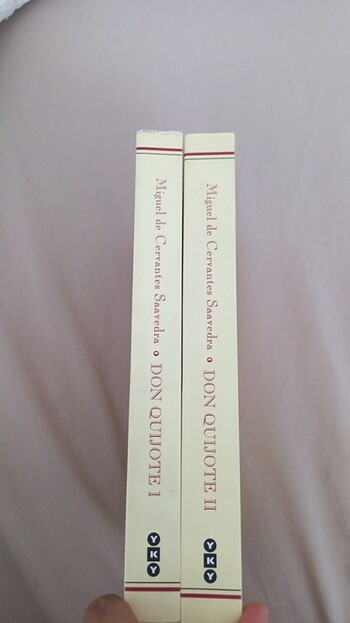 Miguel de Cervantes Saavedra • DON QUIJOTE I
YKY
Miguel de Cervantes Saavedra • DON QUIJOTE II
YKY